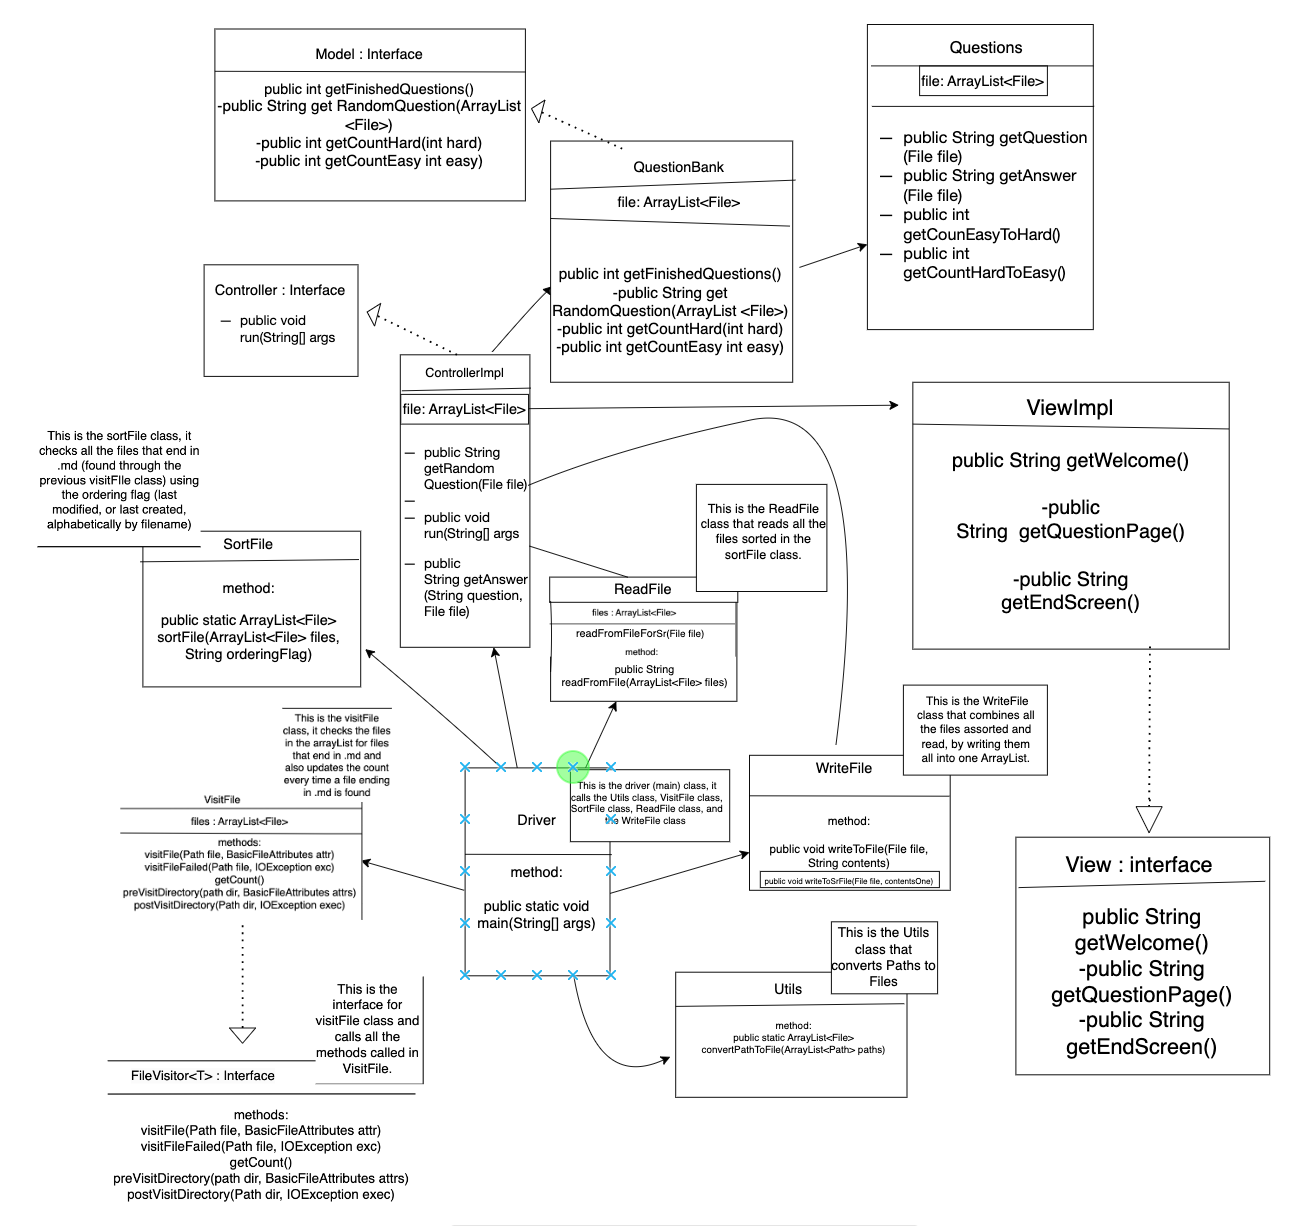 Model : Interface
public int getFinishedQuestions()
-public String get RandomQuestion(ArrayList
<File>)
-public int getCountHard(int hard)
-public int getCountEasy int easy)
Questions
file: ArrayList<File>
— public String getQuestion
(File file)
— public String getAnswer
(File file)
— public int
getCounEasyToHard()
— public int
getCountHardToEasy()
QuestionBank
file: ArrayList<File>
public int getFinishedQuestions()
-public String get
RandomQuestion(ArrayList <File>)
-public int getCountHard(int hard)
-public int getCountEasy int easy)
Controller : Interface
— public void
run(String[] args
ControllerImpl
file: ArrayList<File>
— public String
getRandom
Question(File file)
—
— public void
run(String[] args
— public
String getAnswer
(String question,
File file)
ViewImpl
public String getWelcome()
-public
String getQuestionPage()
-public String
getEndScreen()
This is the sortFile class, it
checks all the files that end in
.md (found through the
previous visitFIle class) using
the ordering flag (last
modified, or last created,
alphabetically by filename)
SortFile
method:
public static ArrayList<File>
sortFile(ArrayList<File> files,
String orderingFlag)
This is the ReadFile
class that reads all the
files sorted in the
sortFile class.
ReadFile
files : ArrayList<File>
readFromFileForSr(File file)
method:
public String
readFromFile(ArrayList<File> files)
This is the WriteFile
class that combines all
the files assorted and
read, by writing them
all into one ArrayList.
WriteFile
method:
public void writeToFile(File file,
String contents)
public void writeToSrFile(File file, contentsOne)
This is the visitFile
class, it checks the files
in the arrayList for files
that end in .md and
also updates the count
every time a file ending
in .md is found
VisitFile
files : ArrayList<File>
methods:
visitFile(Path file, BasicFileAttributes attr)
visitFileFailed(Path file, IOException exc)
getCount()
preVisitDirectory(path dir, BasicFileAttributes attrs)
postVisitDirectory(Path dir, IOException exec)
This is the driver (main) class, it
calls the Utils class, VisitFile class,
SortFile class, ReadFile class, and
the WriteFile class
Driver
method:
public static void
main(String[] args)
View : interface
public String
getWelcome()
-public String
getQuestionPage()
-public String
getEndScreen()
This is the Utils
class that
converts Paths to
Files
Utils
method:
public static ArrayList<File>
convertPathToFile(ArrayList<Path> paths)
This is the
interface for
visitFile class and
calls all the
methods called in
VisitFile.
FileVisitor<T> : Interface
methods:
visitFile(Path file, BasicFileAttributes attr)
visitFileFailed(Path file, IOException exc)
getCount()
preVisitDirectory(path dir, BasicFileAttributes attrs)
postVisitDirectory(Path dir, IOException exec)